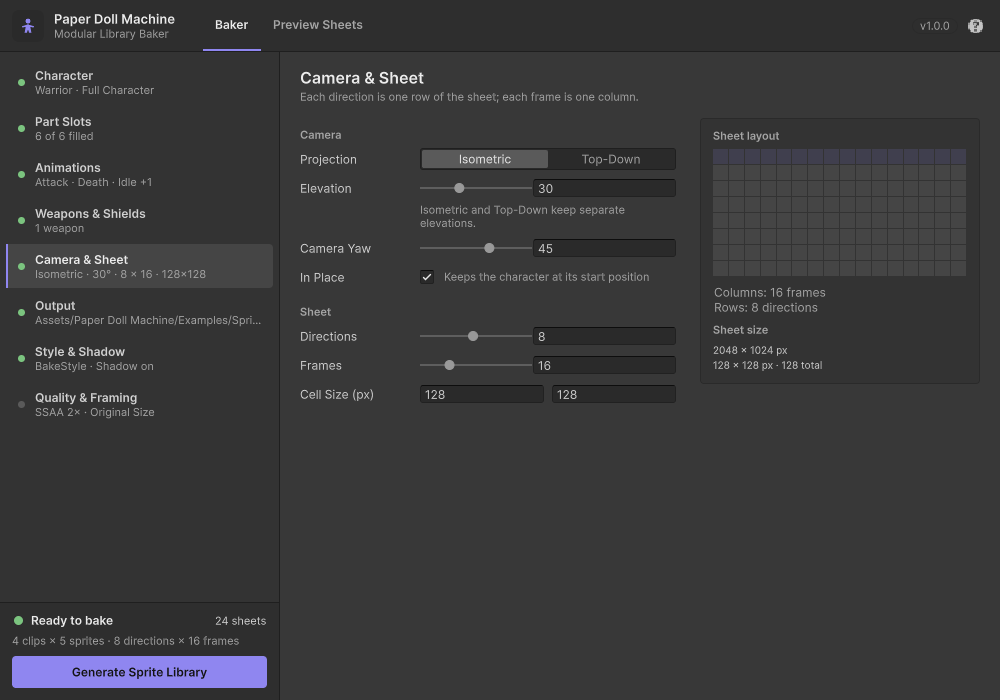 Paper Doll Machine
Modular Library Baker
Baker
Preview Sheets
v1.0.0
?
Character
Warrior · Full Character
Part Slots
6 of 6 filled
Animations
Attack · Death · Idle +1
Weapons & Shields
1 weapon
Camera & Sheet
Isometric · 30° · 8 × 16 · 128×128
Output
Assets/Paper Doll Machine/Examples/Spri...
Style & Shadow
BakeStyle · Shadow on
Quality & Framing
SSAA 2× · Original Size
Ready to bake
24 sheets
4 clips × 5 sprites · 8 directions × 16 frames
Generate Sprite Library
Camera & Sheet
Each direction is one row of the sheet; each frame is one column.
Camera
Projection
Isometric
Top-Down
Elevation
30
Isometric and Top-Down keep separate
elevations.
Camera Yaw
45
In Place
Keeps the character at its start position
Sheet
Directions
8
Frames
16
Cell Size (px)
128
128
Sheet layout
Columns: 16 frames
Rows: 8 directions
Sheet size
2048 × 1024 px
128 × 128 px · 128 total